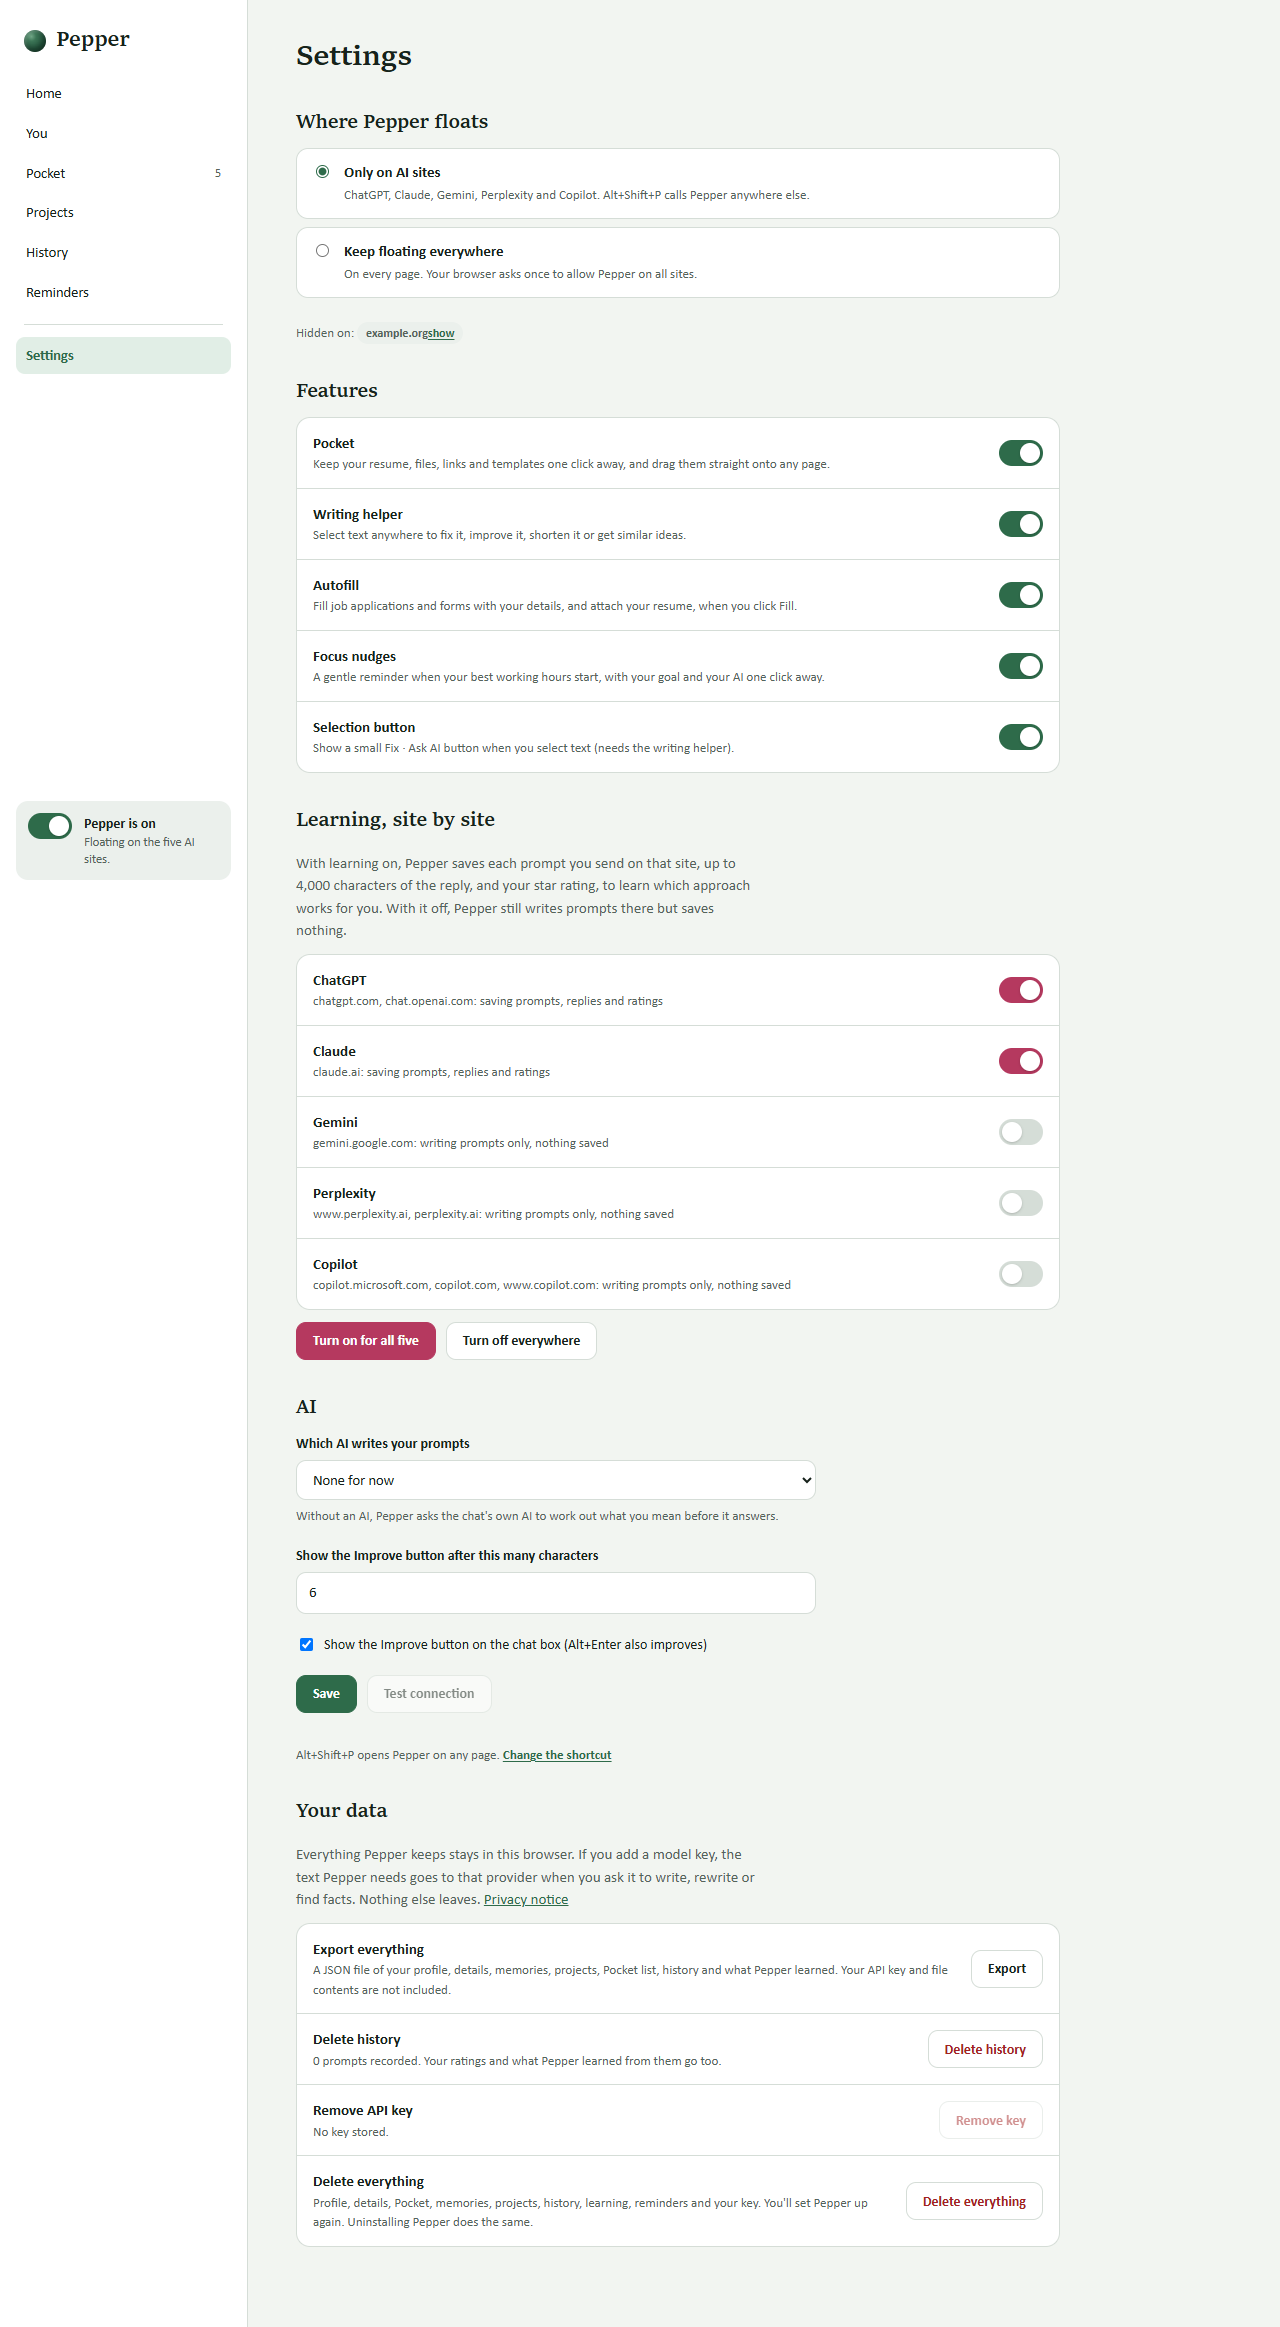 Pepper
Home
You
Pocket 5
Projects
History
Reminders
Settings
Pepper is on
Floating on the five AI
sites.
Settings
Where Pepper floats
Only on AI sites
ChatGPT, Claude, Gemini, Perplexity and Copilot. Alt+Shift+P calls Pepper anywhere else.
Keep floating everywhere
On every page. Your browser asks once to allow Pepper on all sites.
Hidden on: example.orgshow
Features
Pocket
Keep your resume, files, links and templates one click away, and drag them straight onto any page.
Writing helper
Select text anywhere to fix it, improve it, shorten it or get similar ideas.
Autofill
Fill job applications and forms with your details, and attach your resume, when you click Fill.
Focus nudges
A gentle reminder when your best working hours start, with your goal and your AI one click away.
Selection button
Show a small Fix · Ask AI button when you select text (needs the writing helper).
Learning, site by site
With learning on, Pepper saves each prompt you send on that site, up to
4,000 characters of the reply, and your star rating, to learn which approach
works for you. With it off, Pepper still writes prompts there but saves
nothing.
ChatGPT
chatgpt.com, chat.openai.com: saving prompts, replies and ratings
Claude
claude.ai: saving prompts, replies and ratings
Gemini
gemini.google.com: writing prompts only, nothing saved
Perplexity
www.perplexity.ai, perplexity.ai: writing prompts only, nothing saved
Copilot
copilot.microsoft.com, copilot.com, www.copilot.com: writing prompts only, nothing saved
Turn on for all five
Turn off everywhere
AI
Which AI writes your prompts
None for now
Without an AI, Pepper asks the chat's own AI to work out what you mean before it answers.
Show the Improve button after this many characters
6
Show the Improve button on the chat box (Alt+Enter also improves)
Save
Test connection
Alt+Shift+P opens Pepper on any page. Change the shortcut
Your data
Everything Pepper keeps stays in this browser. If you add a model key, the
text Pepper needs goes to that provider when you ask it to write, rewrite or
find facts. Nothing else leaves. Privacy notice
Export everything
A JSON file of your profile, details, memories, projects, Pocket list, history and what Pepper learned. Your API key and file
contents are not included.
Export
Delete history
0 prompts recorded. Your ratings and what Pepper learned from them go too.
Delete history
Remove API key
No key stored.
Remove key
Delete everything
Profile, details, Pocket, memories, projects, history, learning, reminders and your key. You'll set Pepper up
again. Uninstalling Pepper does the same.
Delete everything